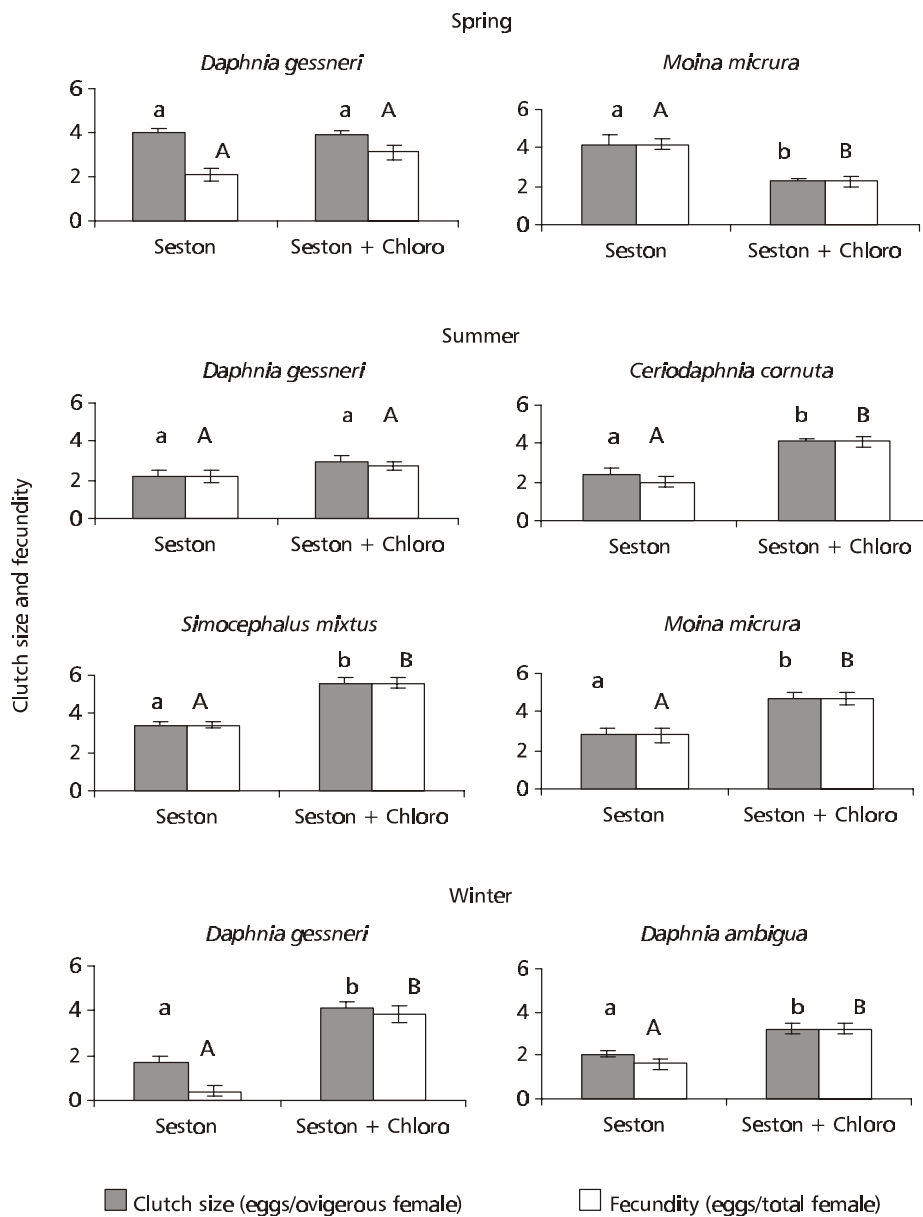 Spring
Daphnia gessneri
Moina micrura
6
a
a
A
A
4
2
0
Seston
Seston + Chloro
6
a
A
4
b
B
2
0
Seston
Seston + Chloro
Summer
Daphnia gessneri
Ceriodaphnia cornuta
6
a
A
a
A
4
2
0
Seston
Seston + Chloro
6
b
B
a
A
4
2
0
Seston
Seston + Chloro
Clutch size and fecundity
Simocephalus mixtus
Moina micrura
6
b
B
a
A
4
2
0
Seston
Seston + Chloro
6
b
B
a
A
4
2
0
Seston
Seston + Chloro
Winter
Daphnia gessneri
Daphnia ambigua
6
b
B
a
A
4
2
0
Seston
Seston + Chloro
6
a
A
b
B
4
2
0
Seston
Seston + Chloro
Clutch size (eggs/ovigerous female)
Fecundity (eggs/total female)